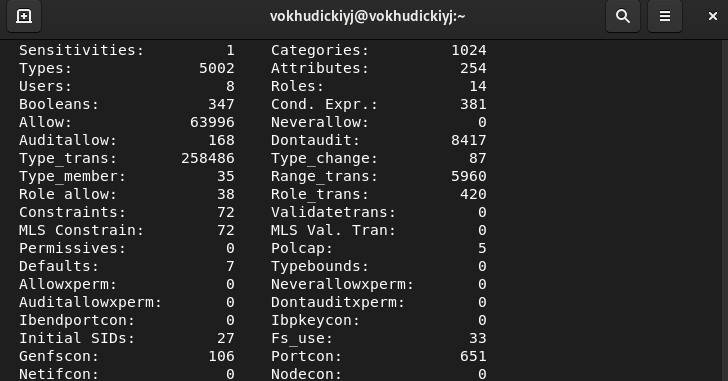 vokhudickiyj@vokhudickiyj:~
Sensitivities: 1 Categories: 1024
Types: 5002 Attributes: 254
Users: 8 Roles: 14
Booleans: 347 Cond. Expr.: 381
Allow: 63996 Neverallow: 0
Auditallow: 168 Dontaudit: 8417
Type_trans: 258486 Type_change: 87
Type_member: 35 Range_trans: 5960
Role allow: 38 Role_trans: 420
Constraints: 72 Validatetrans: 0
MLS Constrain: 72 MLS Val. Tran: 0
Permissives: 0 Polcap: 5
Defaults: 7 Typebounds: 0
Allowxperm: 0 Neverallowxperm: 0
Auditallowxperm: 0 Dontauditxperm: 0
Ibendportcon: 0 Ibpkeycon: 0
Initial SIDs: 27 Fs_use: 33
Genfscon: 106 Portcon: 651
Netifcon: 0 Nodecon: 0